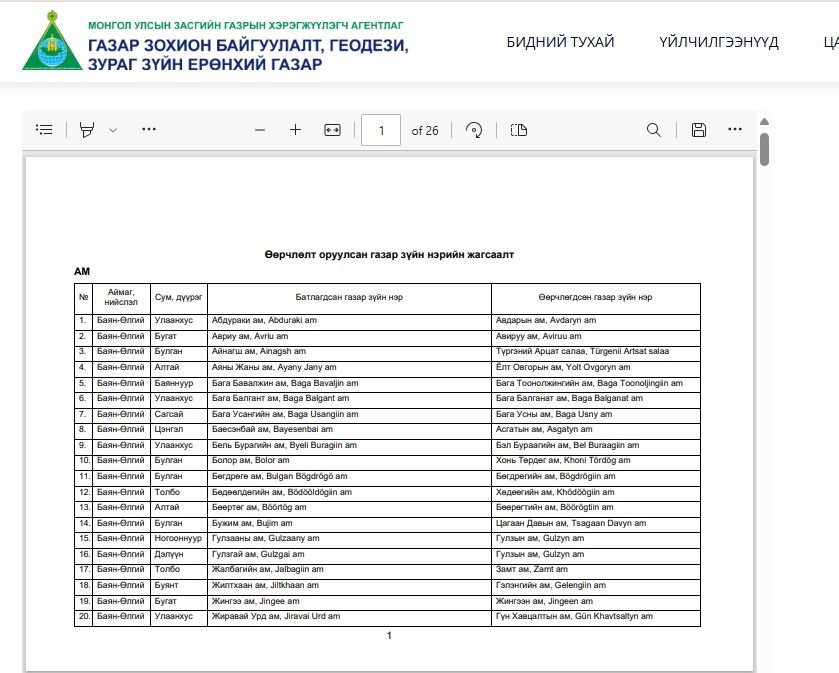 МОНГОЛ УЛСЫН ЗАСГИЙН ГАЗРЫН ХЭРЭГЖҮҮЛЭГЧ АГЕНТЛАГ
ГАЗАР ЗОХИОН БАЙГУУЛАЛТ, ГЕОДЕЗИ,
ЗУРАГ ЗҮЙН ЕРӨНХИЙ ГАЗАР
БИДНИЙ ТУХАЙ ҮЙЛЧИЛГЭЭНҮҮД ЦА
1 of 26
Өөрчлөлт оруулсан газар зүйн нэрийн жагсаалт
АМ
№ Аймаг, нийслэл Сум, дүүрэг Батлагдсан газар зүйн нэр Өөрчлөгдсөн газар зүйн нэр
1. Баян-Өлгий Улаанхус Абдураки ам, Abduraki am Авдарын ам, Avdaryn am
2. Баян-Өлгий Бугат Авриу ам, Avriu am Авируу ам, Aviruu am
3. Баян-Өлгий Булган Айнагш ам, Ainagsh am Түргэний Арцат салаа, Türgenii Artsat salaa
4. Баян-Өлгий Алтай Аяны Жаны ам, Ayany Jany am Ёлт Овгорын ам, Yolt Ovgoryn am
5. Баян-Өлгий Баяннуур Бага Бавалжин ам, Baga Bavaljin am Бага Тоонолжингийн ам, Baga Toonoljingiin am
6. Баян-Өлгий Улаанхус Бага Балгант ам, Baga Balgant am Бага Балганат ам, Baga Balganat am
7. Баян-Өлгий Сагсай Бага Усангийн ам, Baga Usangiin am Бага Усны ам, Baga Usny am
8. Баян-Өлгий Цэнгэл Баесэнбай ам, Bayesenbai am Асгатын ам, Asgatyn am
9. Баян-Өлгий Улаанхус Бель Бурагийн ам, Byeli Buragiin am Бэл Бураагийн ам, Bel Buraagiin am
10. Баян-Өлгий Булган Болор ам, Bolor am Хонь Төрдөг ам, Khoni Tördög am
11. Баян-Өлгий Булган Бөгдрөгө ам, Bulgan Bögdrögö am Бөгдрөгийн ам, Bögdrögiin am
12. Баян-Өлгий Толбо Бөдөөлдөгийн ам, Bödööldögiin am Хөдөөгийн ам, Khödöögiin am
13. Баян-Өлгий Алтай Бөөртөг ам, Böörtög am Бөөрөгтийн ам, Böörögtiin am
14. Баян-Өлгий Булган Бужим ам, Bujim am Цагаан Давын ам, Tsagaan Davyn am
15. Баян-Өлгий Ногооннуур Гулзааны ам, Gulzaany am Гулзын ам, Gulzyn am
16. Баян-Өлгий Дэлүүн Гулзгай ам, Gulzgai am Гулзын ам, Gulzyn am
17. Баян-Өлгий Толбо Жалбагийн ам, Jalbagiin am Замт ам, Zamt am
18. Баян-Өлгий Буянт Жилтхаан ам, Jiltkhaan am Гэлэнгийн ам, Gelengiin am
19. Баян-Өлгий Бугат Жингээ ам, Jingee am Жингээн ам, Jingeen am
20. Баян-Өлгий Улаанхус Жиравай Урд ам, Jiravai Urd am Гүн Хавцалтын ам, Gün Khavtsaltyn am
1